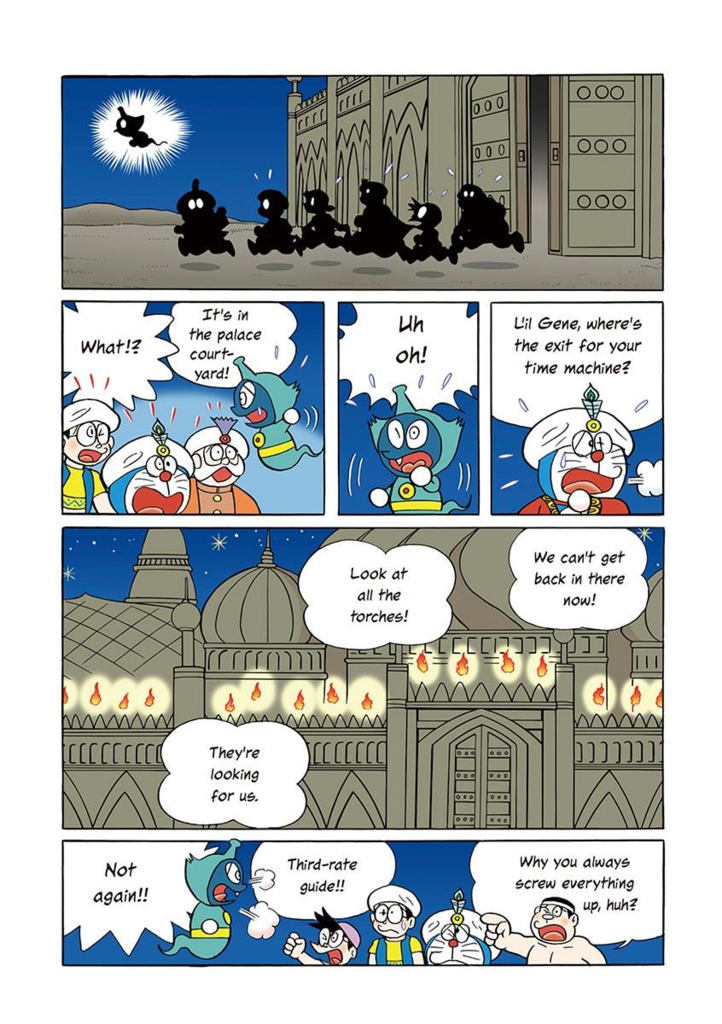 L'il Gene, where's
the exit for your
time machine?
Uh
oh!
It's in
the palace
court-
yard!
What!?
We can't get
back in there
now!
Look at
all the
torches!
They're
looking
for us.
Why you always
screw everything
up, huh?
Third-rate
guide!!
Not
again!!